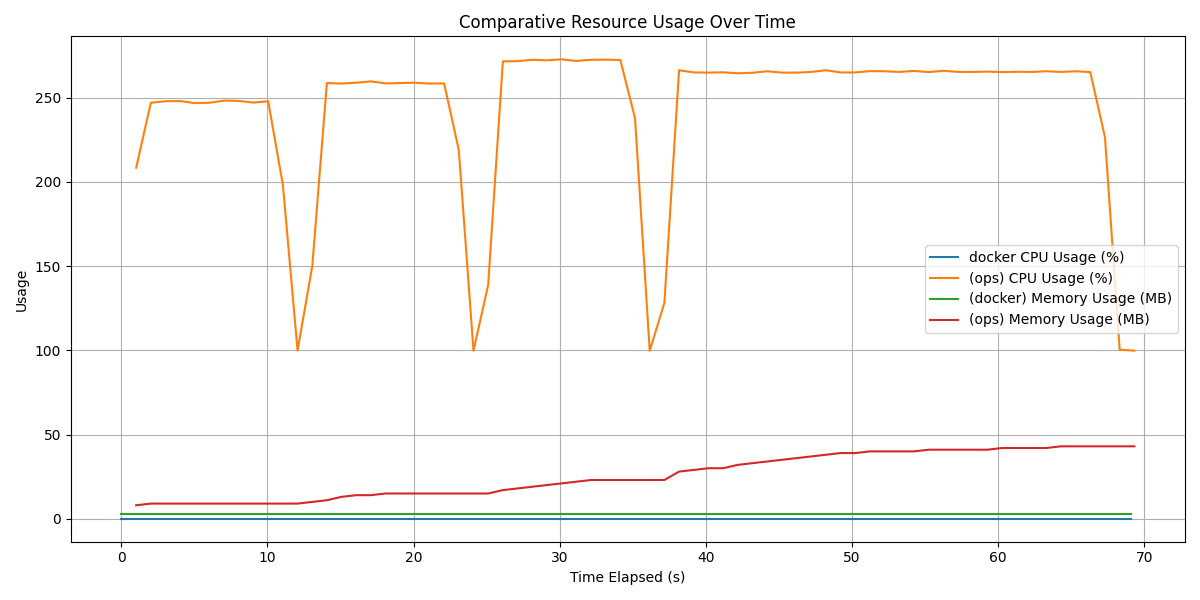 Comparative Resource Usage Over Time
Usage
250
200
150
100
50
0
docker CPU Usage (%)
(ops) CPU Usage (%)
(docker) Memory Usage (MB)
(ops) Memory Usage (MB)
0 10 20 30 40 50 60 70
Time Elapsed (s)